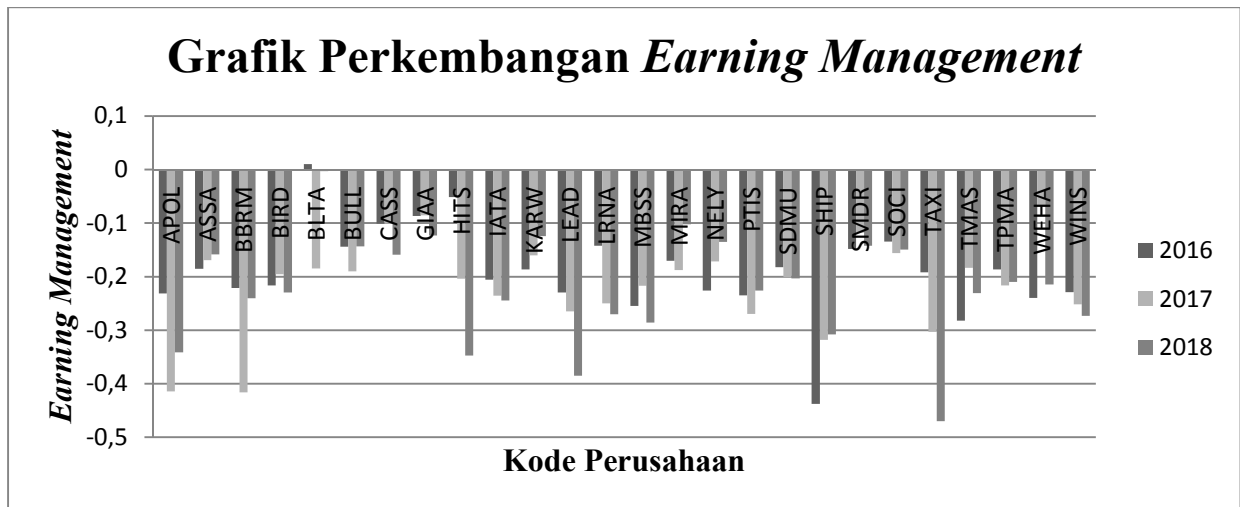 Grafik Perkembangan Earning Management
Earning Management
0,1
0
-0,1
-0,2
-0,3
-0,4
-0,5
APOL
ASSA
BBRM
BIRD
BLTA
BULL
CASS
GIAA
HITS
IATA
KARW
LEAD
LRNA
MBSS
MIRA
NELY
PTIS
SDMU
SHIP
SMDR
SOCI
TAXI
TMAS
TPMA
WEHA
WINS
Kode Perusahaan
2016
2017
2018